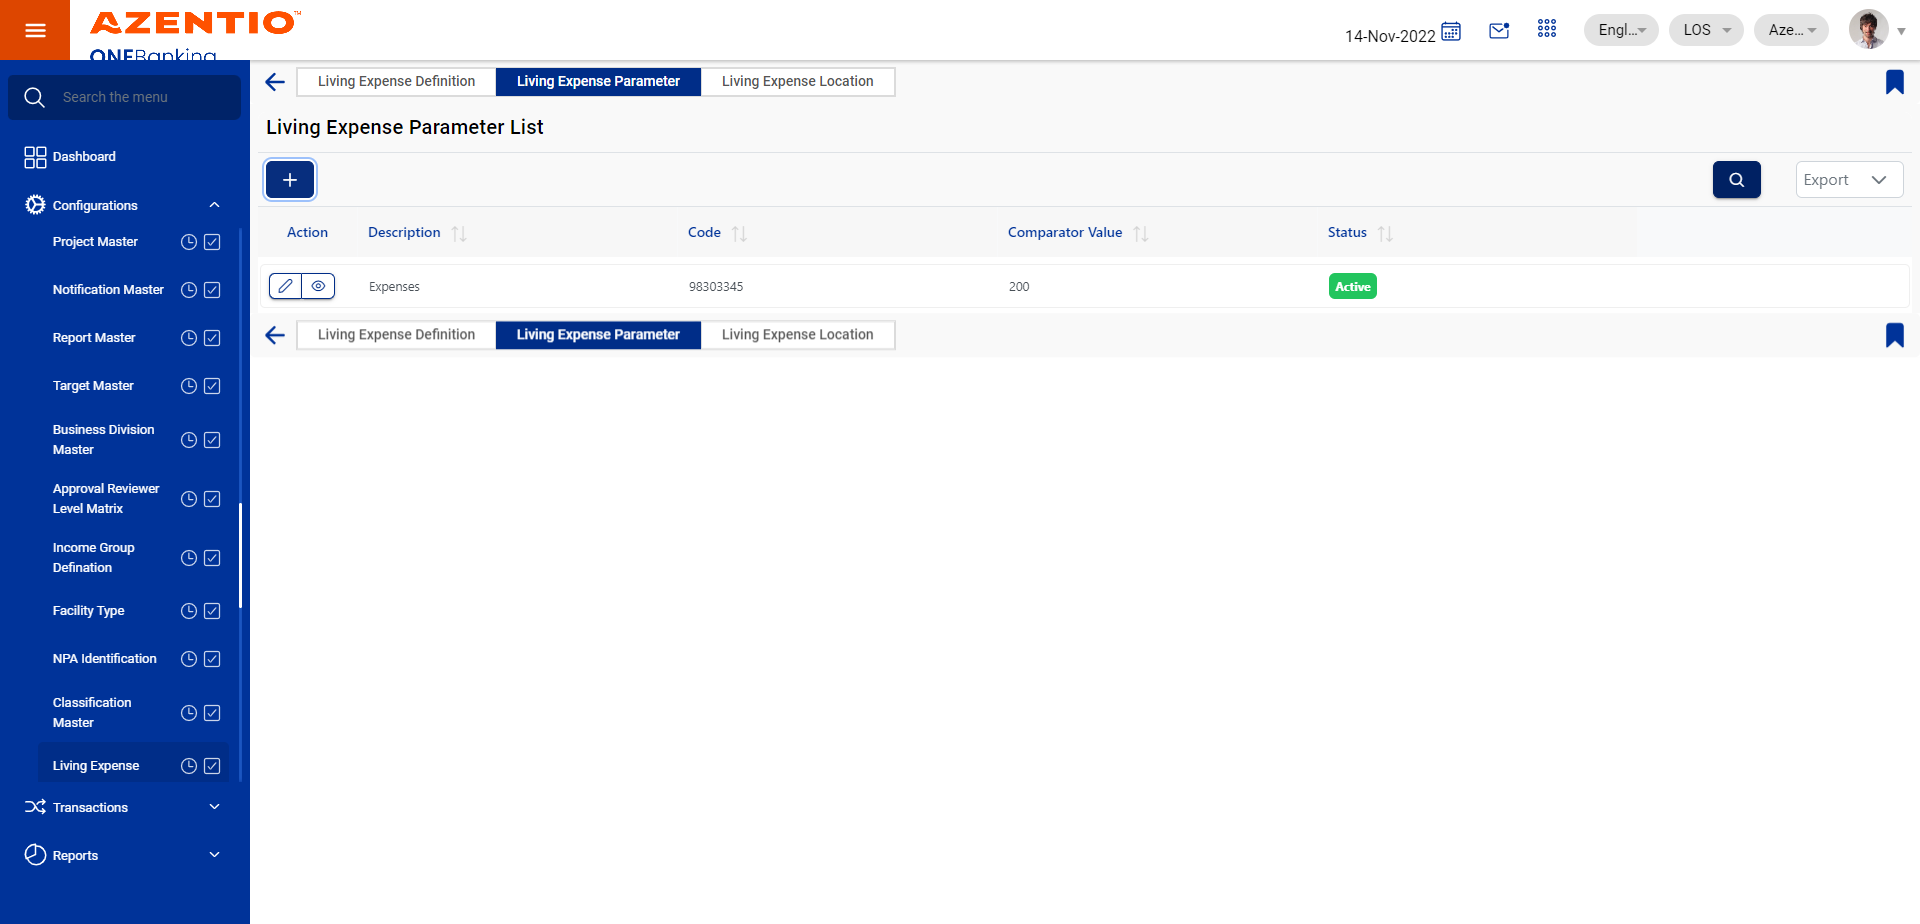 AZENTIO™
ONEBanking
14-Nov-2022
Engl...
LOS
Aze...
Search the menu
Dashboard
Configurations
Project Master
Notification Master
Report Master
Target Master
Business Division
Master
Approval Reviewer
Level Matrix
Income Group
Defination
Facility Type
NPA Identification
Classification
Master
Living Expense
Transactions
Reports
Living Expense Definition
Living Expense Parameter
Living Expense Location
Living Expense Parameter List
+
Export
Action
Description
Code
Comparator Value
Status
Expenses
98303345
200
Active
Living Expense Definition
Living Expense Parameter
Living Expense Location